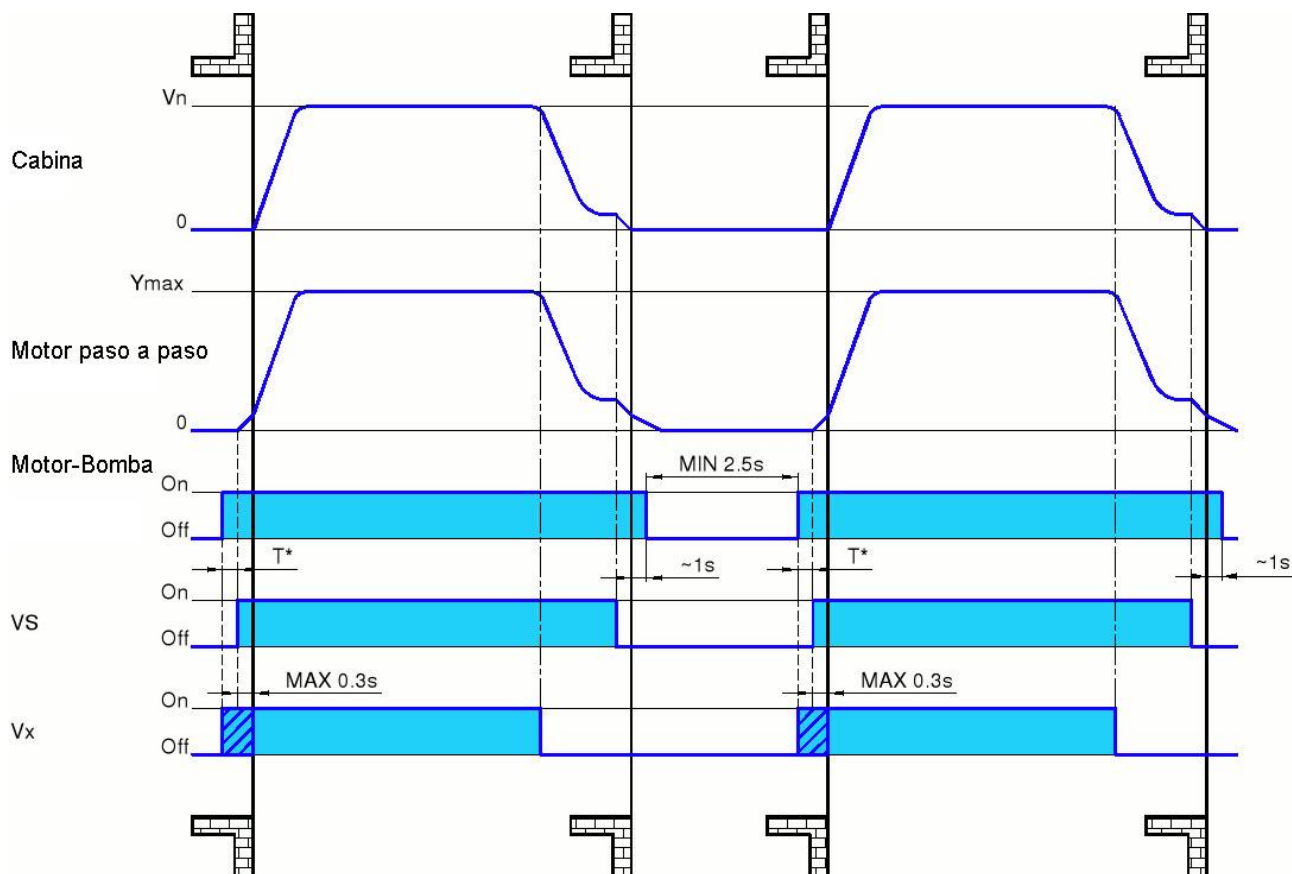 Vn
Cabina
0
Ymax
Motor paso a paso
0
Motor-Bomba
MIN 2.5s
On
Off
T*
~1s
T*
~1s
On
VS
Off
MAX 0.3s
MAX 0.3s
On
Vx
Off